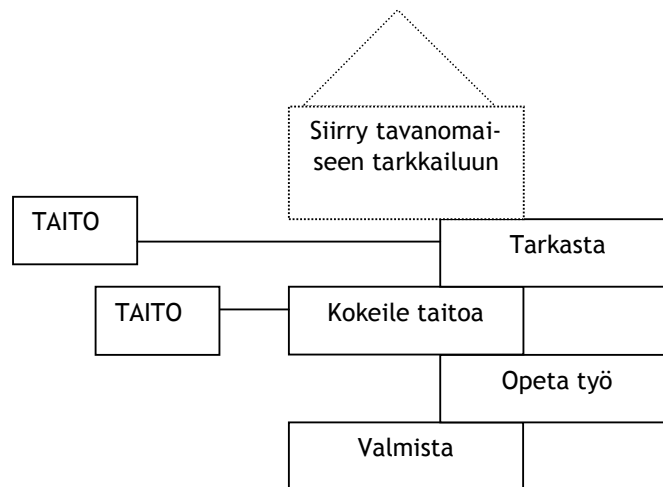 Siirry tavanomai-
seen tarkkailuun
TAITO
Tarkasta
TAITO
Kokeile taitoa
Opeta työ
Valmista